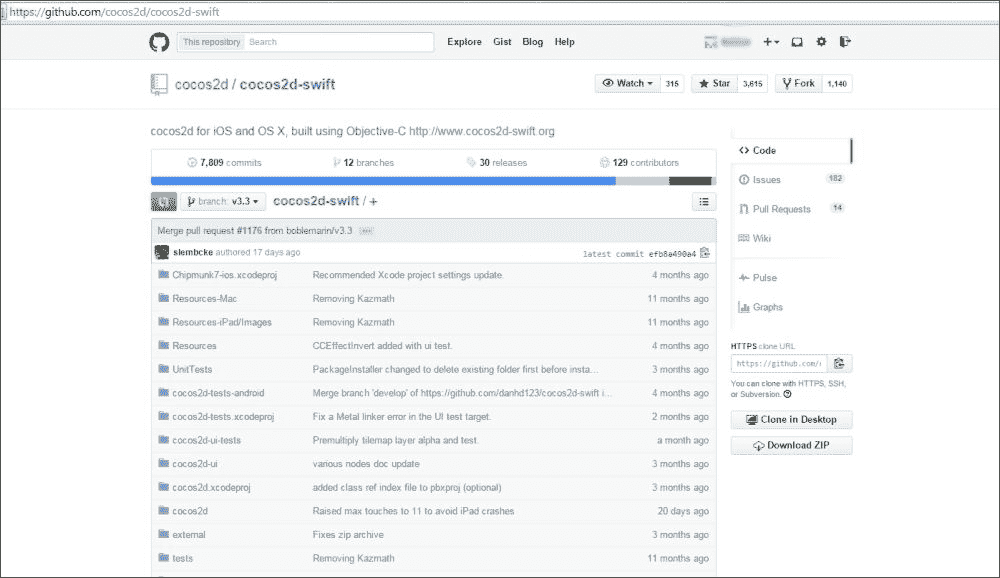 https://github.com/cocos2d/cocos2d-swift
This repository Search Explore Gist Blog Help
cocos2d / cocos2d-swift Watch 315 Star 3,615 Fork 1,140
cocos2d for iOS and OS X, built using Objective-C http://www.cocos2d-swift.org
7,809 commits 12 branches 30 releases 129 contributors
branch: v3.3 cocos2d-swift / +
Merge pull request #1176 from boblemarin/v3.3
slembcke authored 17 days ago latest commit efb8a490a4
Chipmunk7-ios.xcodeproj Recommended Xcode project settings update. 4 months ago
Resources-Mac Removing Kazmath 11 months ago
Resources-iPad/Images Removing Kazmath 11 months ago
Resources CCEffectInvert added with ui test. 4 months ago
UnitTests PackageInstaller changed to delete existing folder first before insta... 3 months ago
cocos2d-tests-android Merge branch 'develop' of https://github.com/danhd123/cocos2d-swift i... 4 months ago
cocos2d-tests.xcodeproj Fix a Metal linker error in the UI test target. 2 months ago
cocos2d-ui-tests Premultiply tilemap layer alpha and test. a month ago
cocos2d-ui various nodes doc update 3 months ago
cocos2d.xcodeproj added class ref index file to pbxproj (optional) 3 months ago
cocos2d Raised max touches to 11 to avoid iPad crashes 20 days ago
external Fixes zip archive 3 months ago
tests Removing Kazmath 11 months ago
Code
Issues 182
Pull Requests 14
Wiki
Pulse
Graphs
HTTPS clone URL
https://github.com/
You can clone with HTTPS, SSH,
or Subversion.
Clone in Desktop
Download ZIP